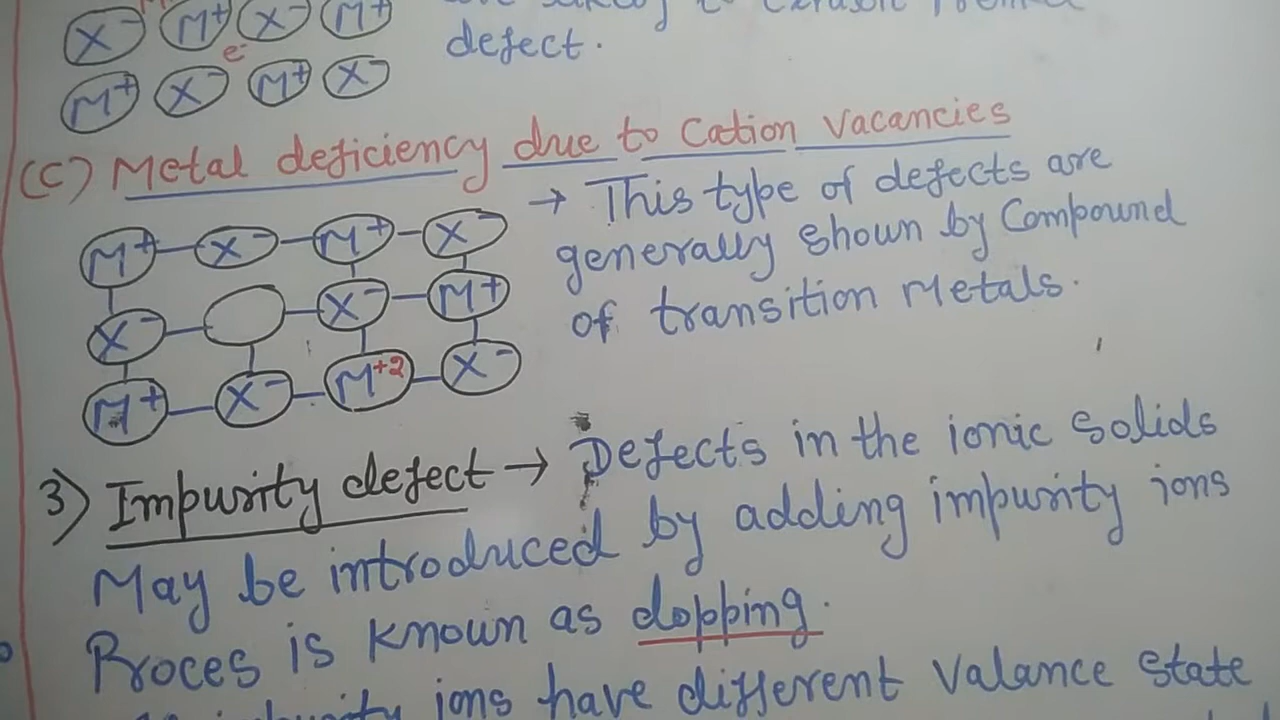 X⁻ M⁺ X⁻ M⁺
defect.
e⁻
M⁺ X⁻ M⁺ X⁻
(C) Metal deficiency due to Cation vacancies
M⁺ X⁻ M⁺ X⁻
→ This type of defects are
generally shown by Compound
of transition Metals.
X⁻ X⁻ M⁺
M⁺ X⁻ M⁺² X⁻
3) Impurity defect → Defects in the ionic solids
May be introduced by adding impurity ions
Proces is known as dopping.
ions have different valance state